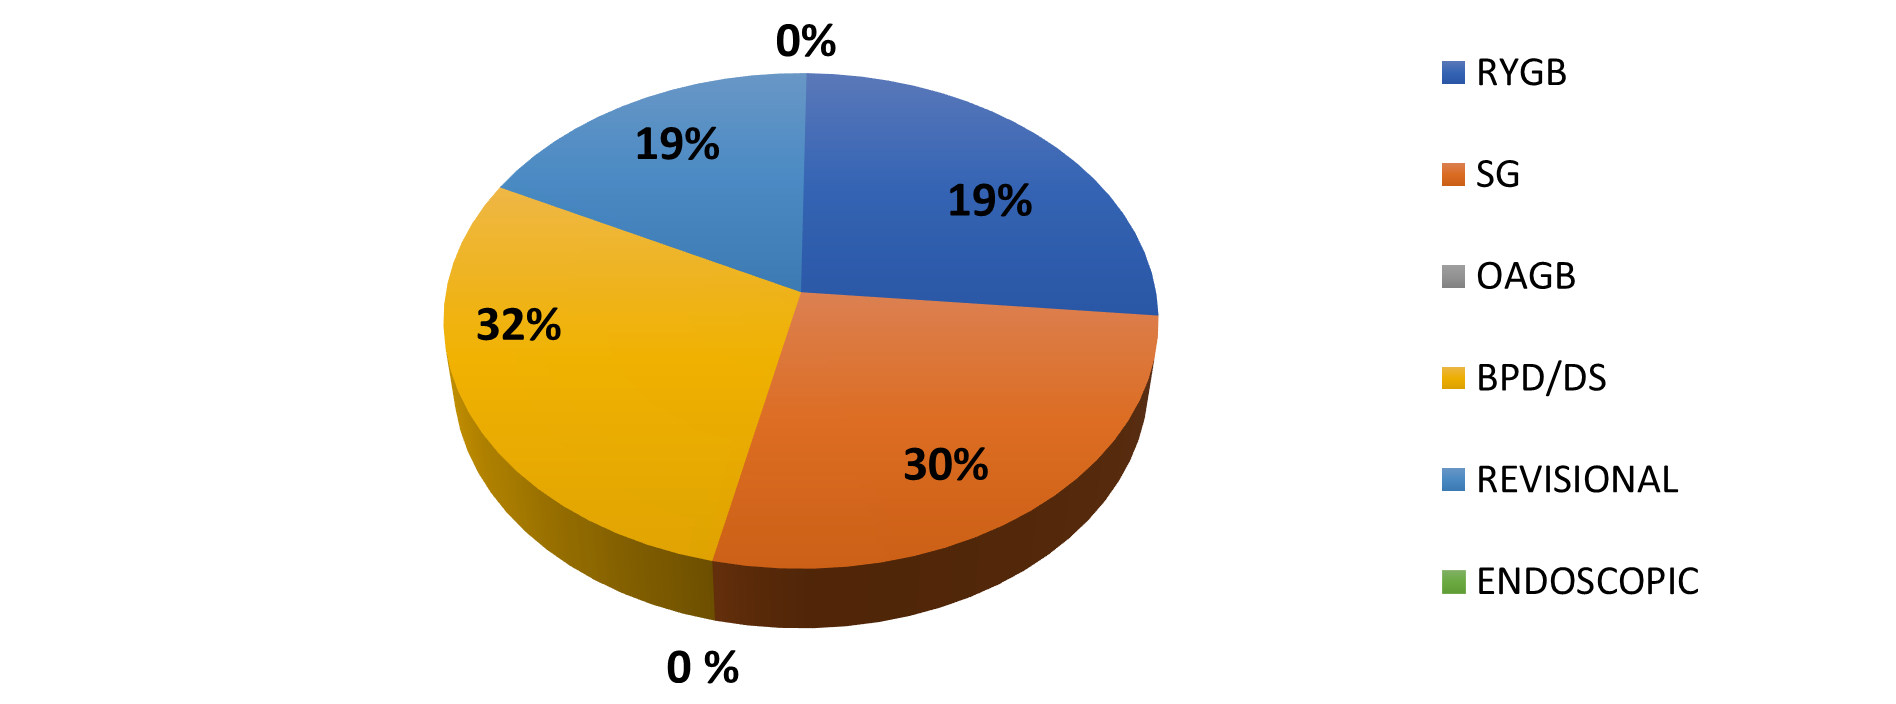 0%
19%
19%
32%
30%
0 %
RYGB
SG
OAGB
BPD/DS
REVISIONAL
ENDOSCOPIC